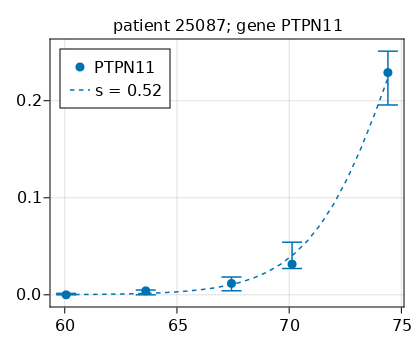 patient 25087; gene PTPN11
PTPN11
s = 0.52
0.2
0.1
0.0
60 65 70 75